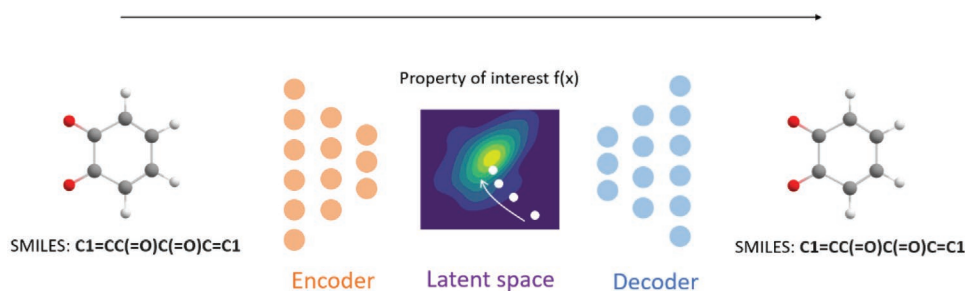 Property of interest f(x)
SMILES: C1=CC(=O)C(=O)C=C1
SMILES: C1=CC(=O)C(=O)C=C1
Encoder
Latent space
Decoder